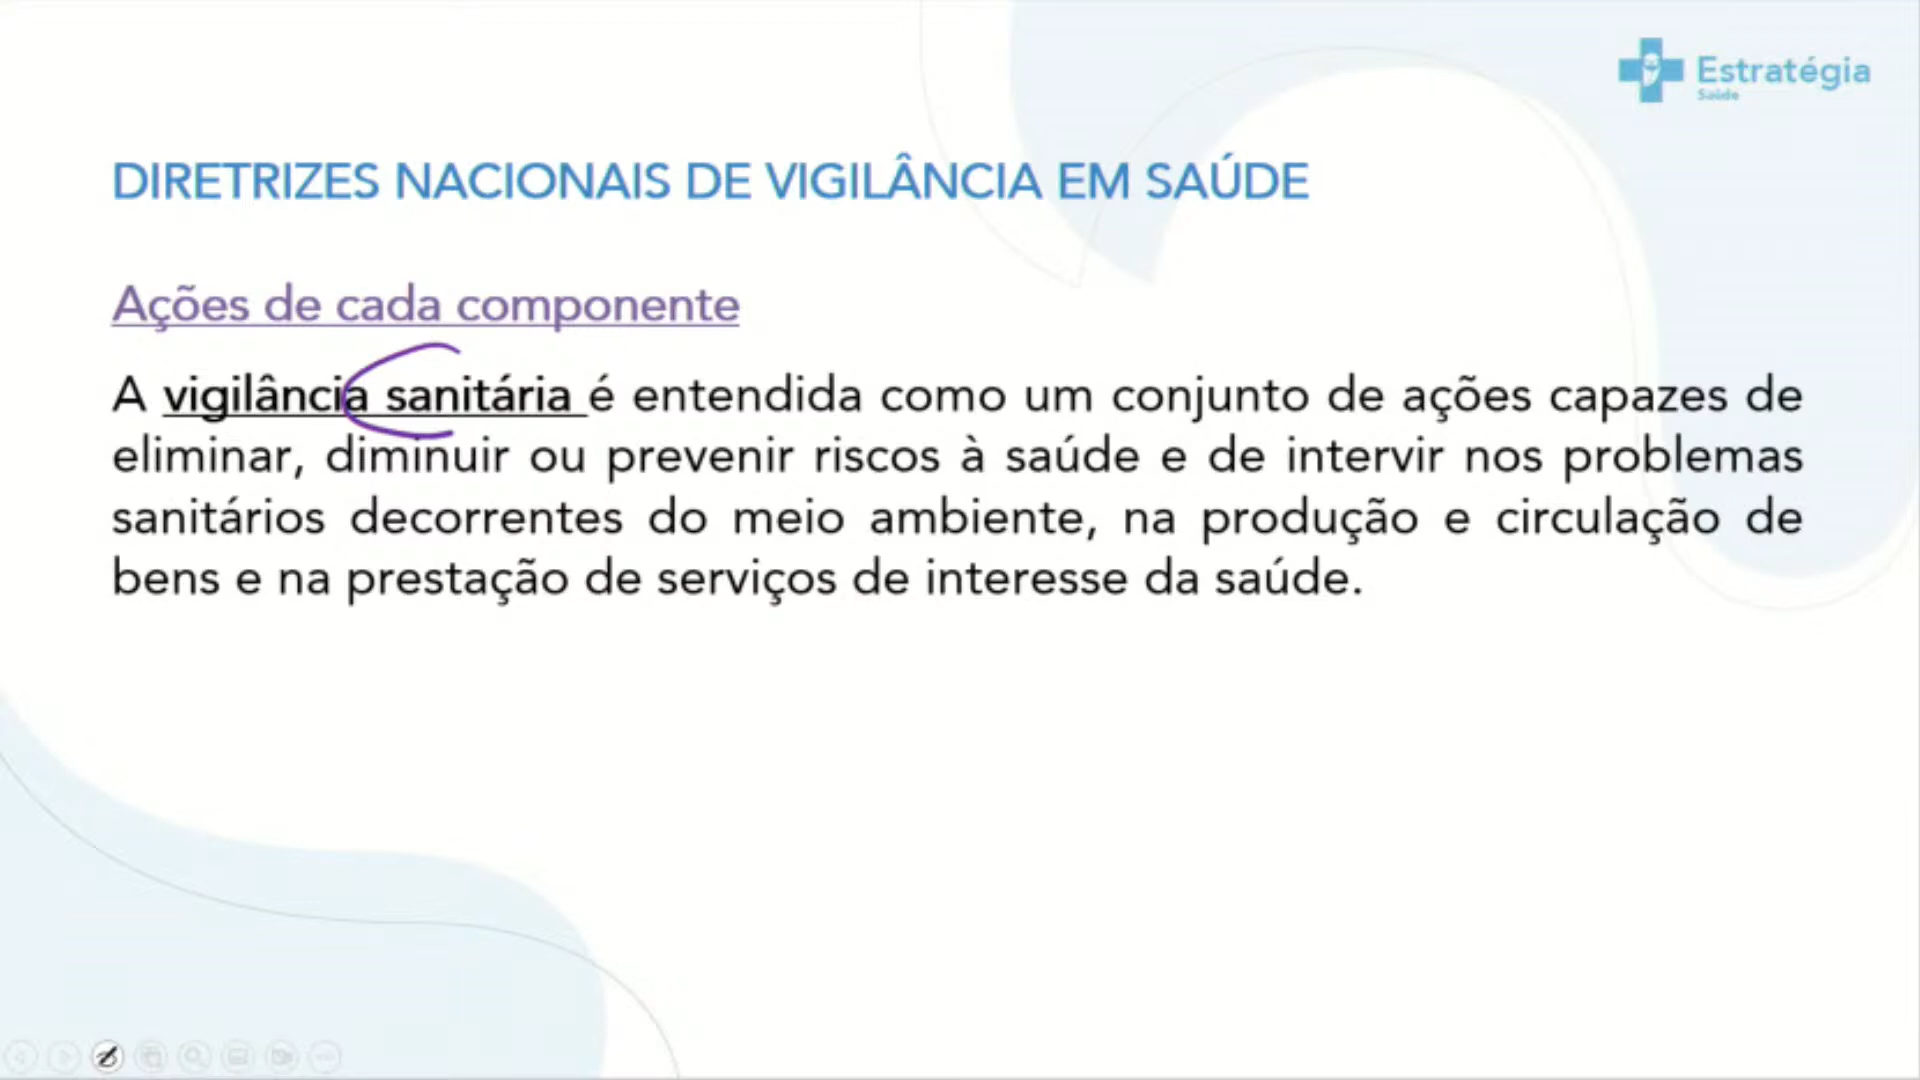 Estratégia
Saúde
DIRETRIZES NACIONAIS DE VIGILÂNCIA EM SAÚDE
Ações de cada componente
A vigilância sanitária é entendida como um conjunto de ações capazes de
eliminar, diminuir ou prevenir riscos à saúde e de intervir nos problemas
sanitários decorrentes do meio ambiente, na produção e circulação de
bens e na prestação de serviços de interesse da saúde.